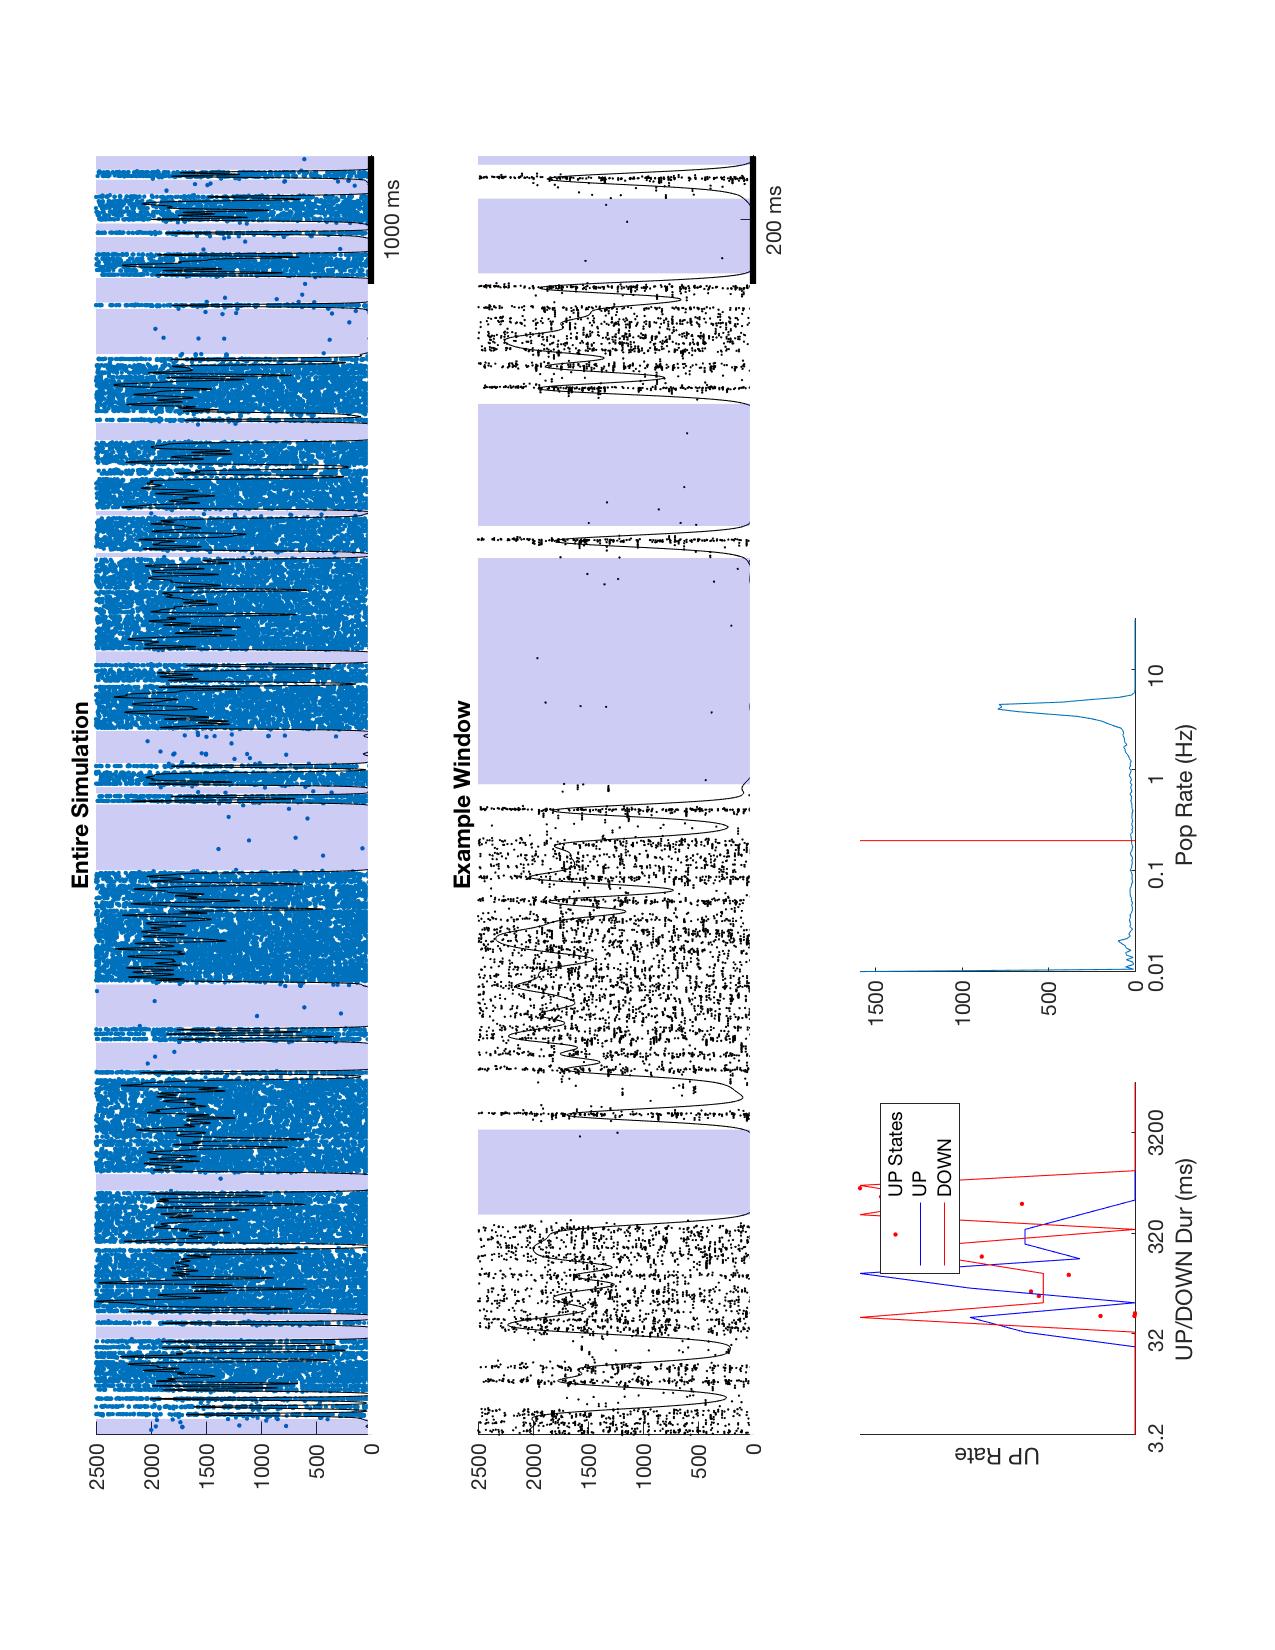 Entire Simulation
2500
2000
1500
1000
500
0
1000 ms
Example Window
2500
2000
1500
1000
500
0
200 ms
UP Rate
UP States
UP
DOWN
3.2 32 320 3200
UP/DOWN Dur (ms)
1500
1000
500
0
0.01 0.1 1 10
Pop Rate (Hz)